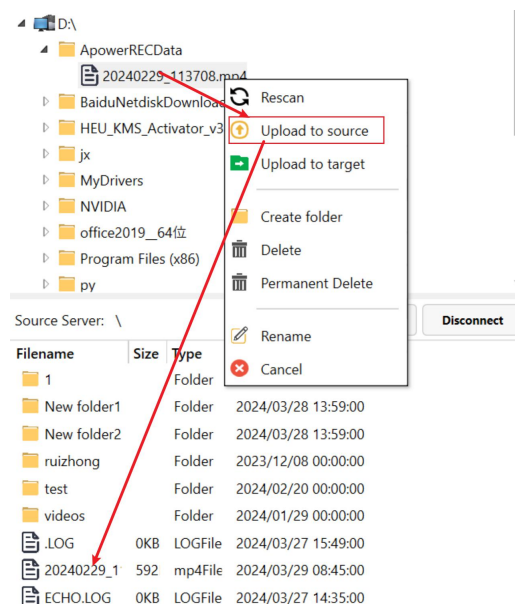 D:\
ApowerRECData
20240229_113708.mp4
BaiduNetdiskDownload
HEU_KMS_Activator_v3
jx
MyDrivers
NVIDIA
office2019__64位
Program Files (x86)
py
Rescan
Upload to source
Upload to target
Create folder
Delete
Permanent Delete
Rename
Cancel
Source Server: \
Disconnect
Filename Size Type
1 Folder
New folder1 Folder 2024/03/28 13:59:00
New folder2 Folder 2024/03/28 13:59:00
ruizhong Folder 2023/12/08 00:00:00
test Folder 2024/02/20 00:00:00
videos Folder 2024/01/29 00:00:00
.LOG 0KB LOGFile 2024/03/27 15:49:00
20240229_1 592 mp4File 2024/03/29 08:45:00
ECHO.LOG 0KB LOGFile 2024/03/27 14:35:00